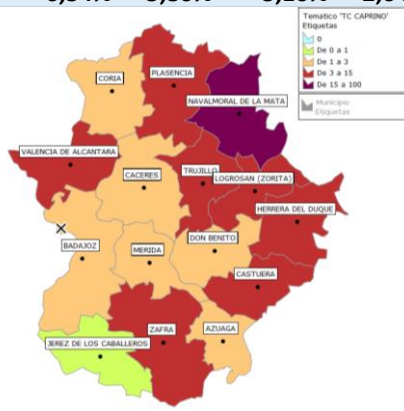 Tematico 'TC CAPRINO'
Etiquetas
0
De 0 a 1
De 1 a 3
De 3 a 15
De 15 a 100
Municipio
Etiquetas
PLASENCIA
CORIA
NAVALMORAL DE LA MATA
VALENCIA DE ALCANTARA
CACERES
TRUJILLO
LOGROSAN (ZORITA)
HERRERA DEL DUQUE
DON BENITO
BADAJOZ
MERIDA
CASTUERA
ZAFRA
AZUAGA
JEREZ DE LOS CABALLEROS